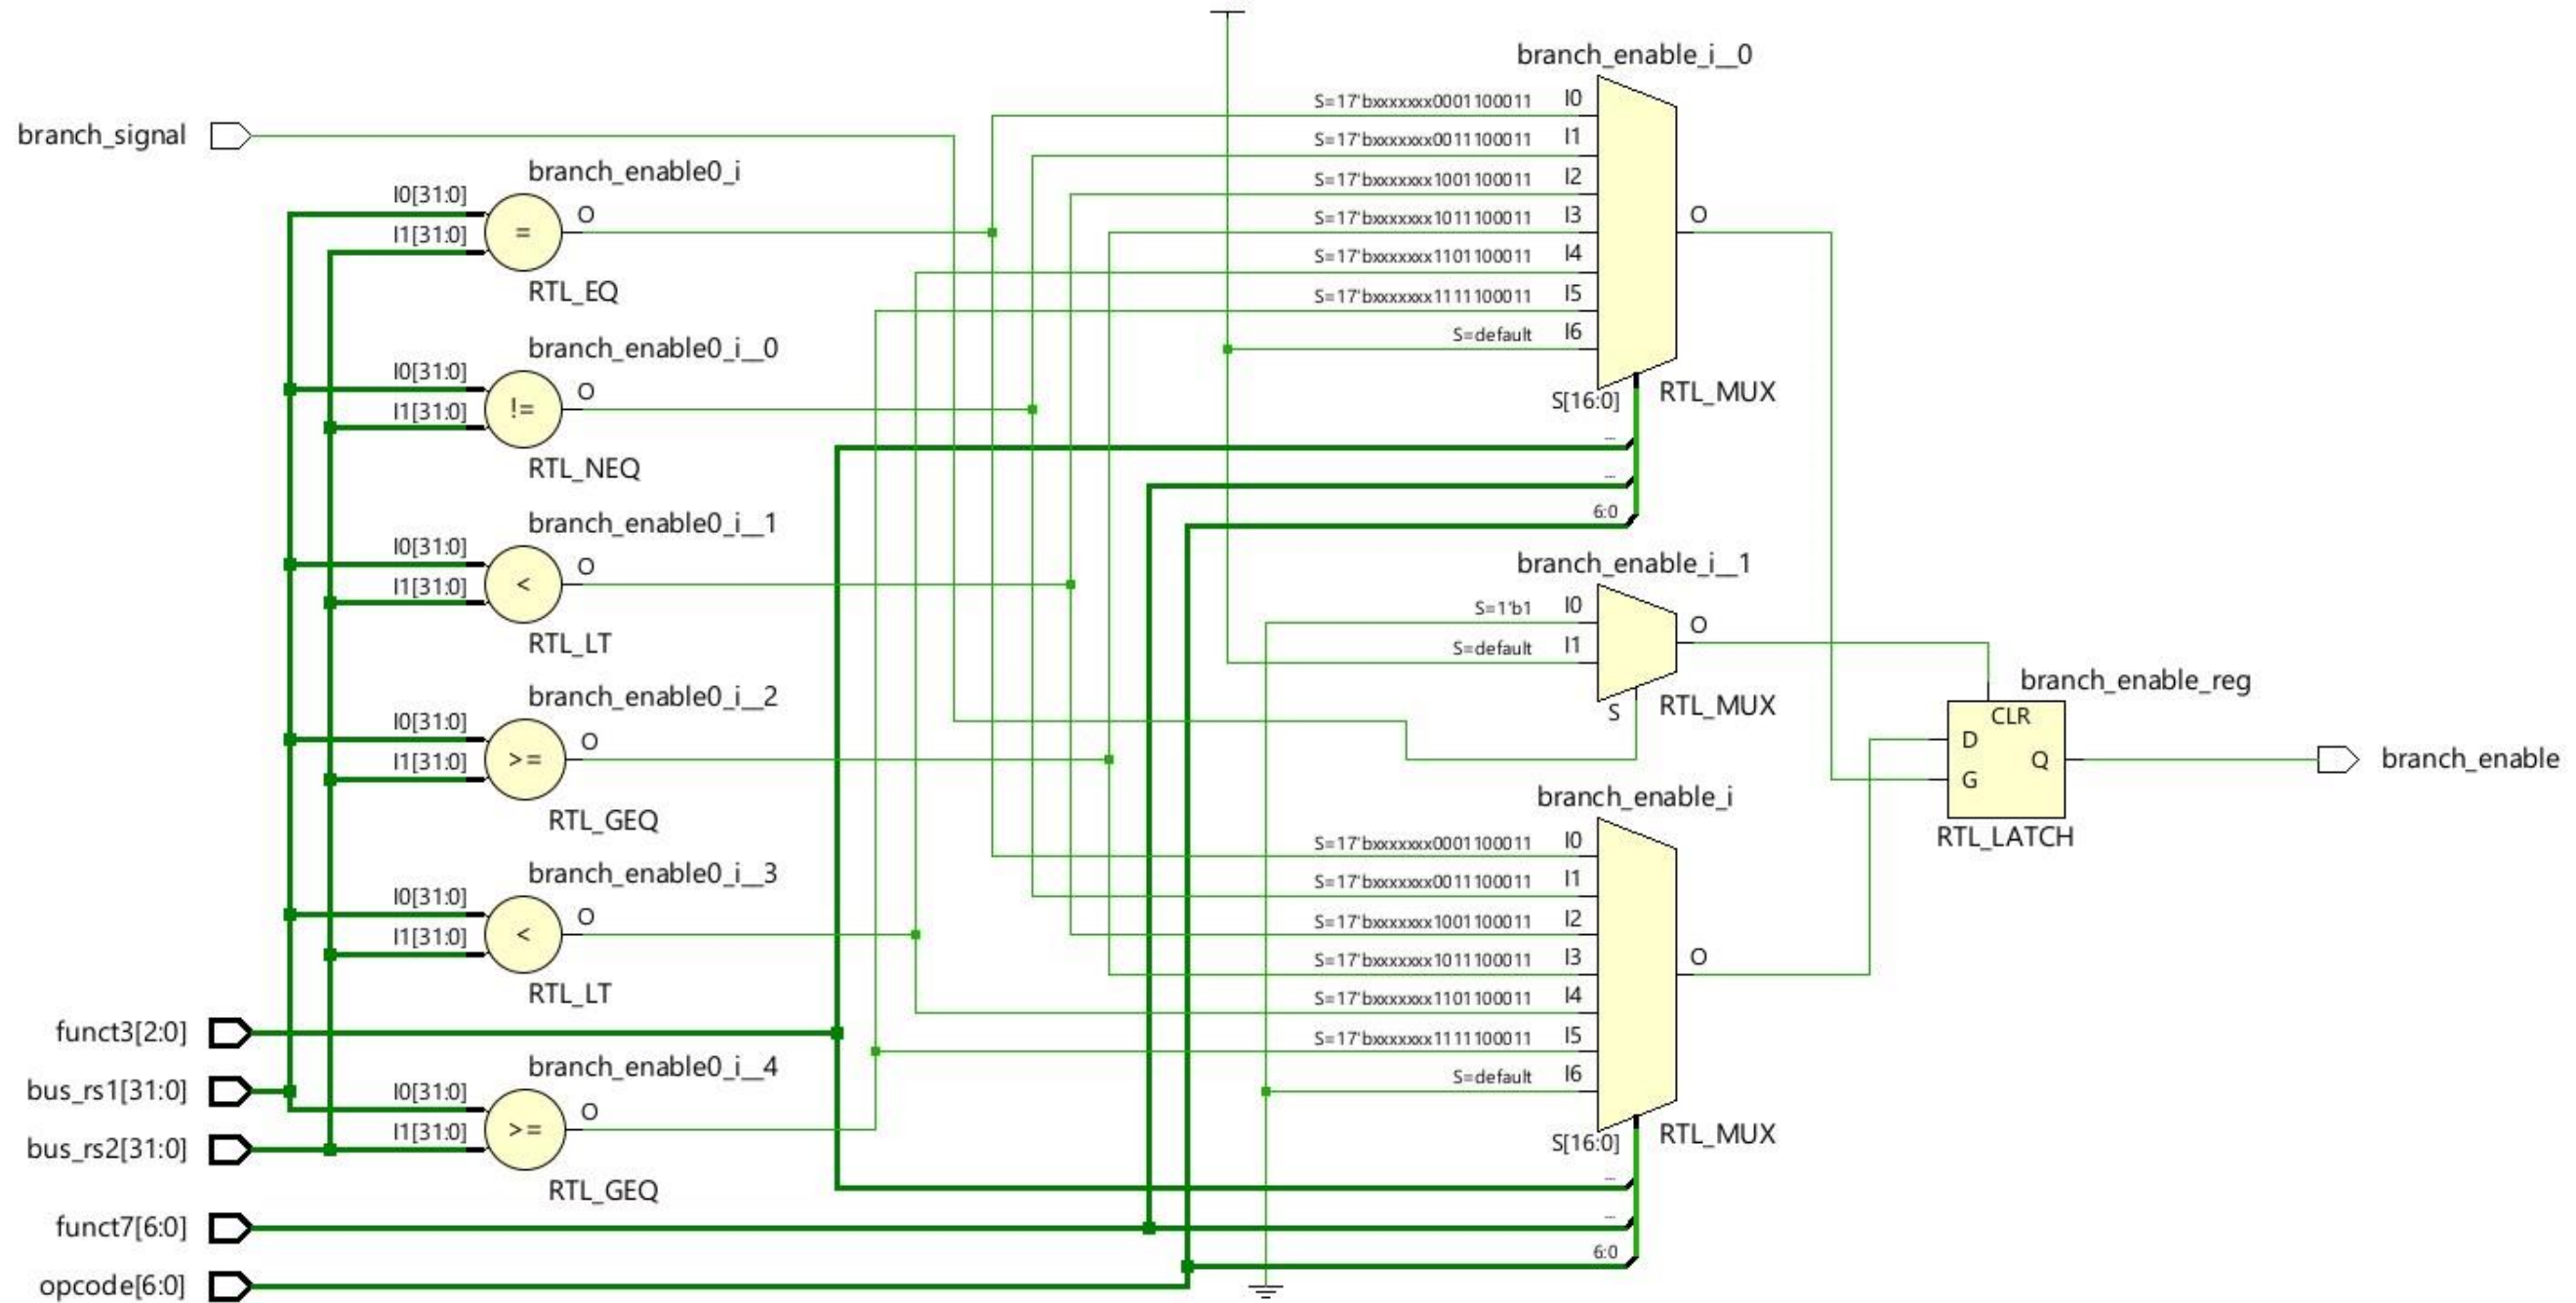 branch_signal
funct3[2:0]
bus_rs1[31:0]
bus_rs2[31:0]
funct7[6:0]
opcode[6:0]
branch_enable0_i
I0[31:0]
I1[31:0]
=
O
RTL_EQ
branch_enable0_i__0
I0[31:0]
I1[31:0]
!=
O
RTL_NEQ
branch_enable0_i__1
I0[31:0]
I1[31:0]
<
O
RTL_LT
branch_enable0_i__2
I0[31:0]
I1[31:0]
>=
O
RTL_GEQ
branch_enable0_i__3
I0[31:0]
I1[31:0]
<
O
RTL_LT
branch_enable0_i__4
I0[31:0]
I1[31:0]
>=
O
RTL_GEQ
branch_enable_i__0
S=17'bxxxxxxx0001100011 I0
S=17'bxxxxxxx0011100011 I1
S=17'bxxxxxxx1001100011 I2
S=17'bxxxxxxx1011100011 I3
S=17'bxxxxxxx1101100011 I4
S=17'bxxxxxxx1111100011 I5
S=default I6
O
S[16:0]
RTL_MUX
...
...
6:0
branch_enable_i__1
S=1'b1 I0
S=default I1
O
S
RTL_MUX
branch_enable_i
S=17'bxxxxxxx0001100011 I0
S=17'bxxxxxxx0011100011 I1
S=17'bxxxxxxx1001100011 I2
S=17'bxxxxxxx1011100011 I3
S=17'bxxxxxxx1101100011 I4
S=17'bxxxxxxx1111100011 I5
S=default I6
O
S[16:0]
RTL_MUX
...
...
6:0
branch_enable_reg
CLR
D
G
Q
RTL_LATCH
branch_enable